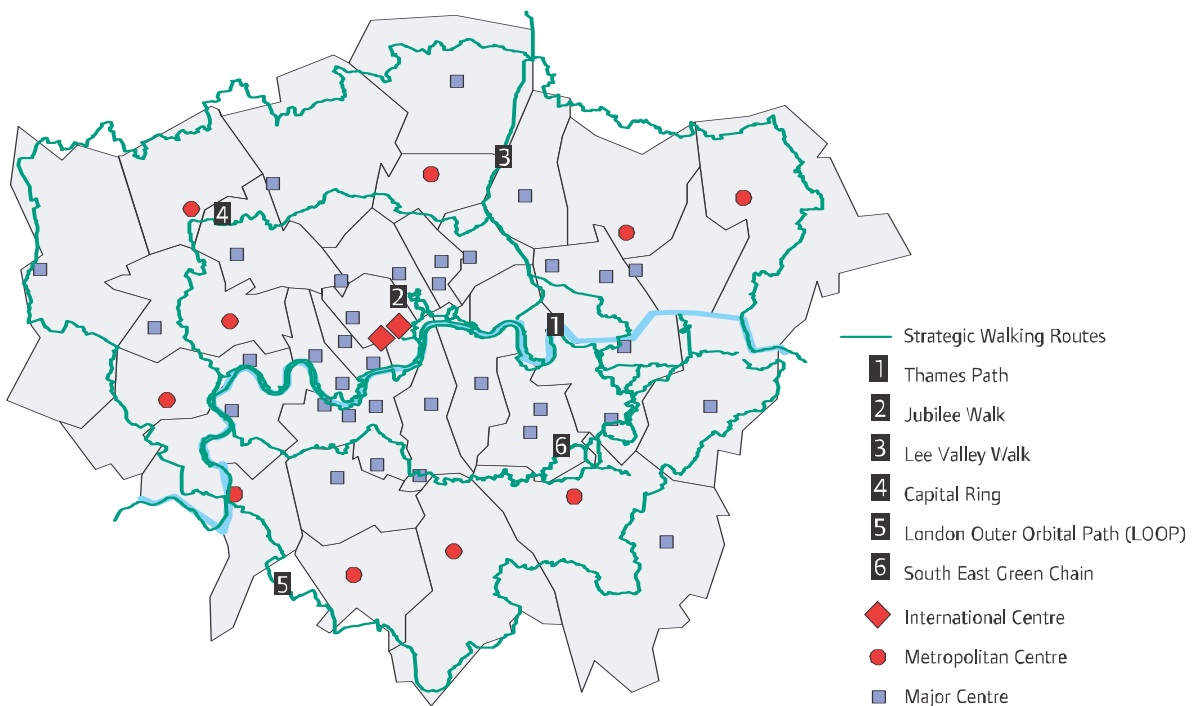 3
4
2
1
6
5
Strategic Walking Routes
1 Thames Path
2 Jubilee Walk
3 Lee Valley Walk
4 Capital Ring
5 London Outer Orbital Path (LOOP)
6 South East Green Chain
International Centre
Metropolitan Centre
Major Centre